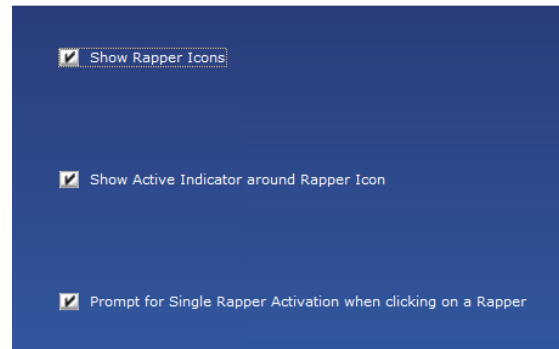 Show Rapper Icons
Show Active Indicator around Rapper Icon
Prompt for Single Rapper Activation when clicking on a Rapper